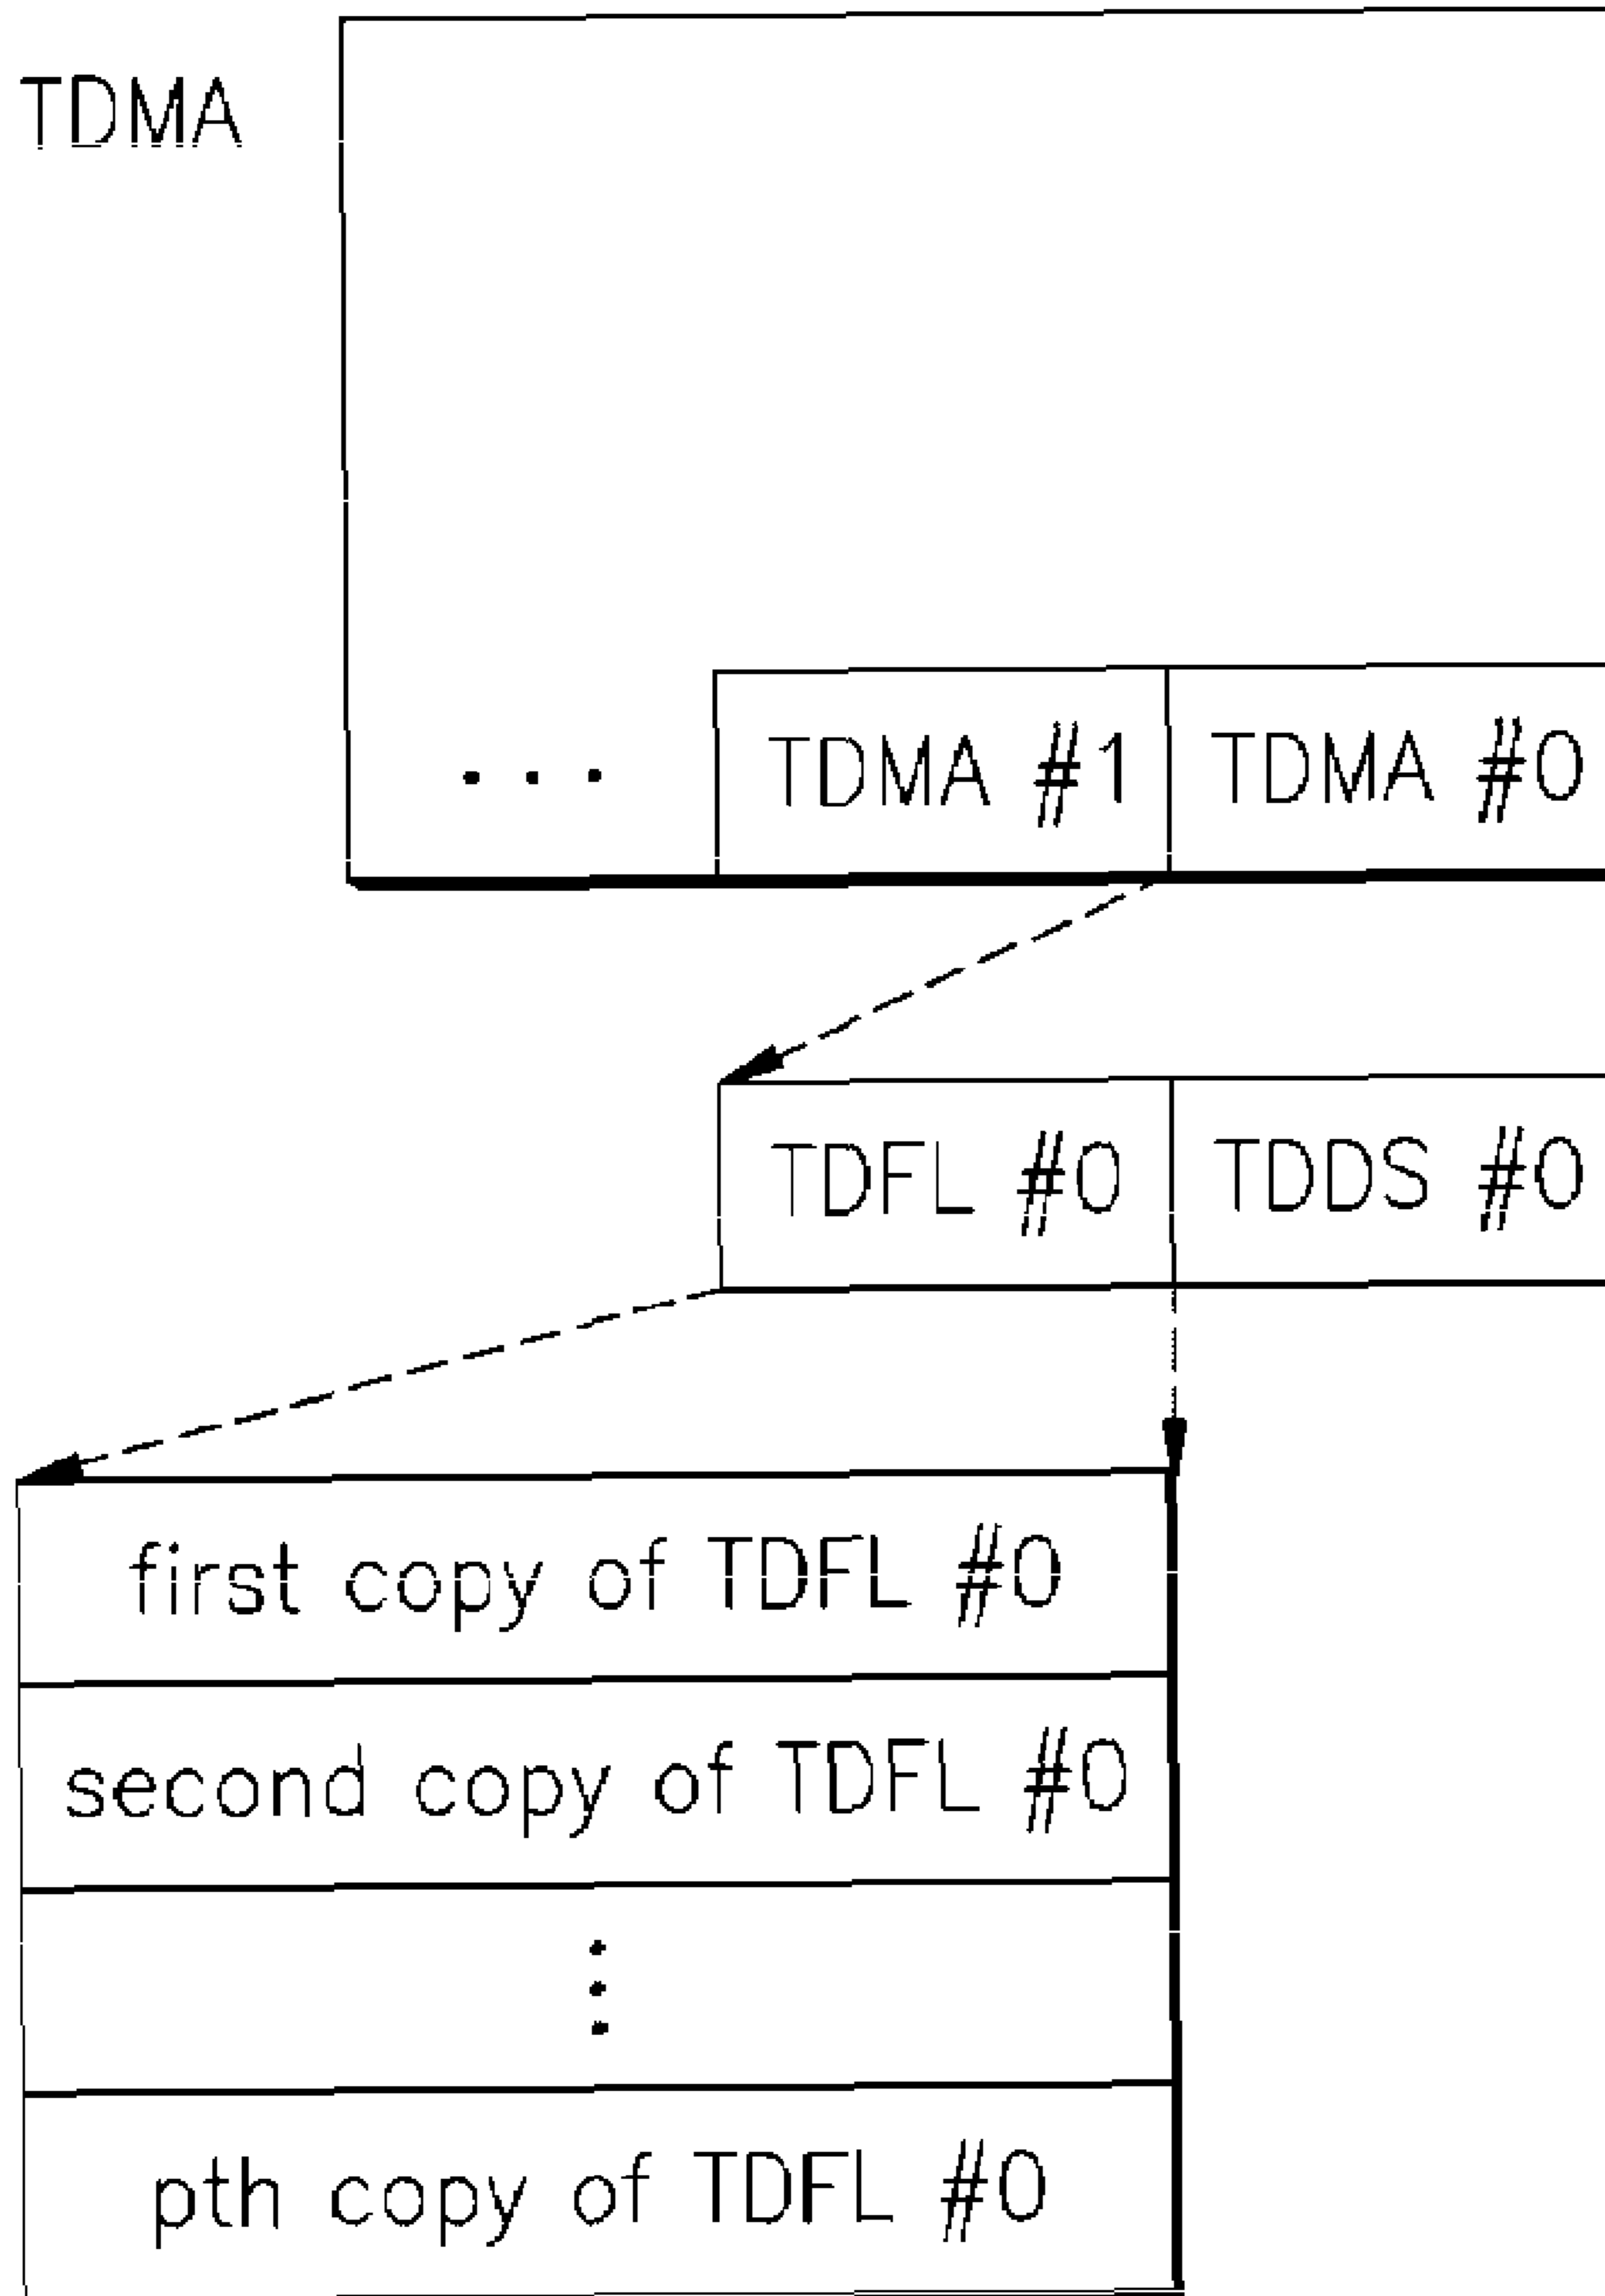 TDMA
... TDMA #1 TDMA #0
TDFL #0 TDDS #0
first copy of TDFL #0
second copy of TDFL #0
⋮
pth copy of TDFL #0